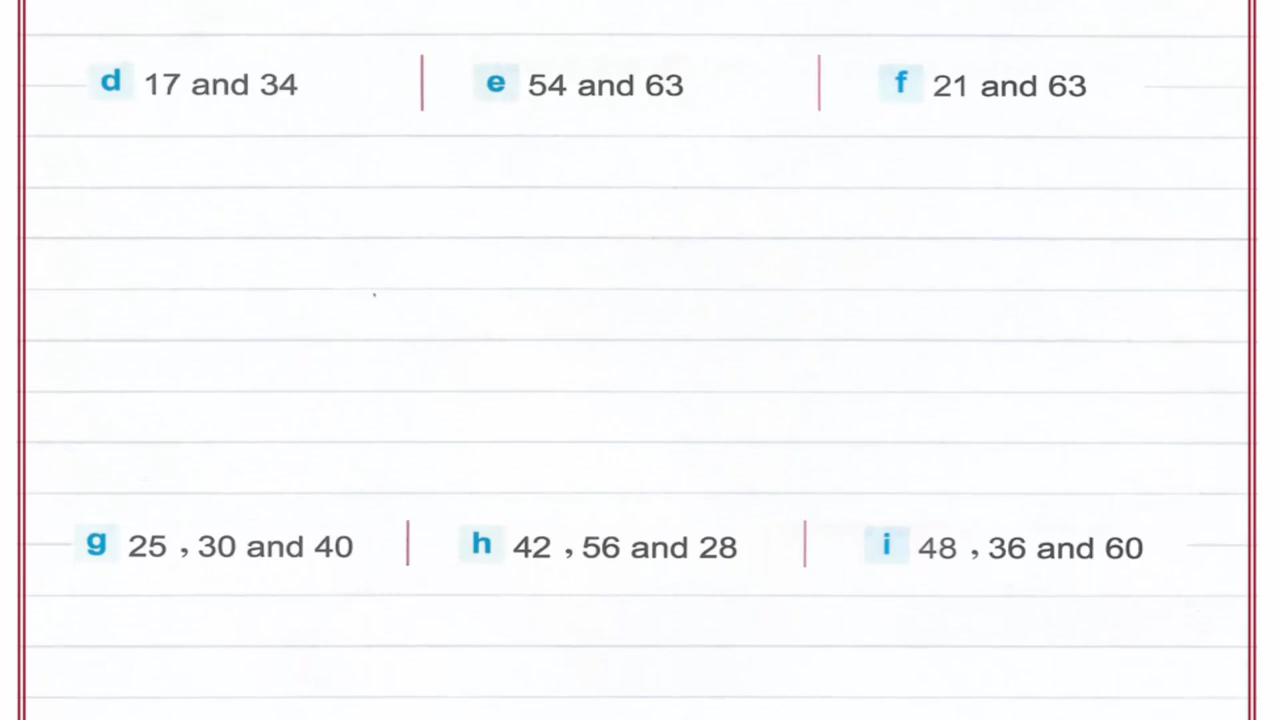 d 17 and 34 e 54 and 63 f 21 and 63
g 25 , 30 and 40 h 42 , 56 and 28 i 48 , 36 and 60